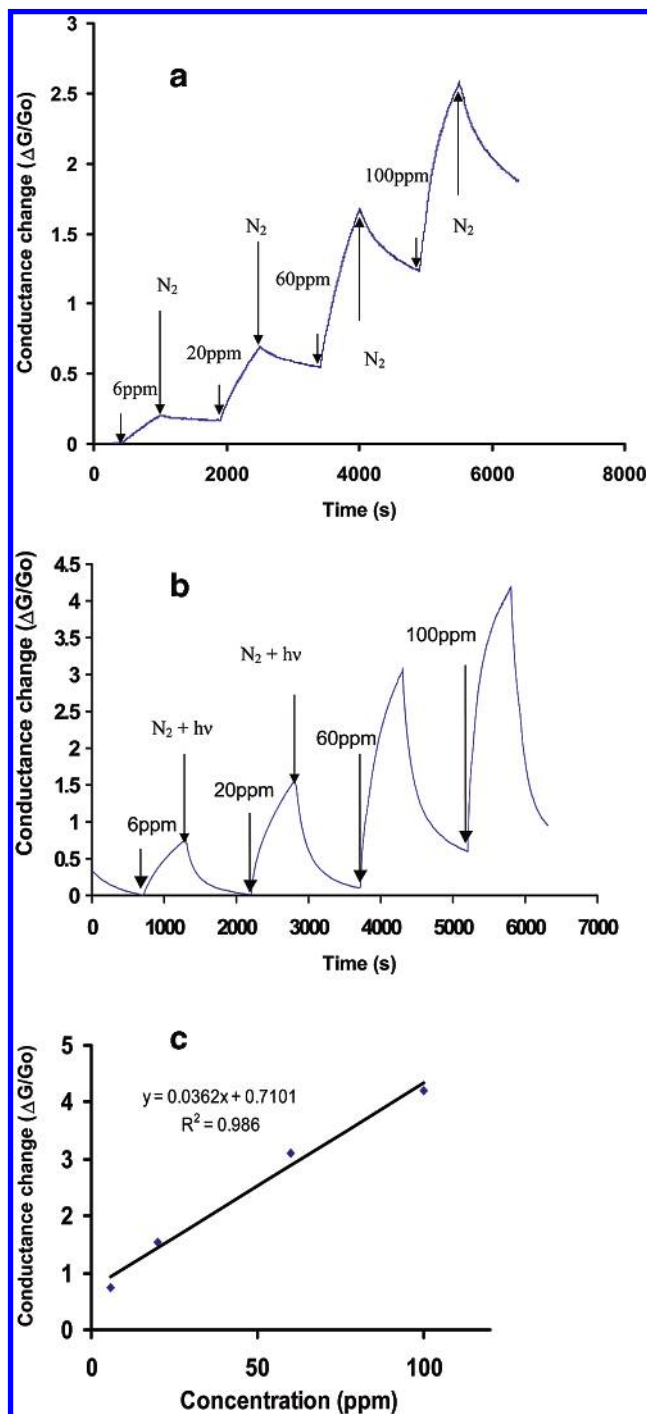 a
Conductance change (ΔG/Go)
3
2.5
2
1.5
1
0.5
0
6ppm
N₂
20ppm
N₂
60ppm
N₂
100ppm
N₂
0 2000 4000 6000 8000
Time (s)
b
Conductance change (ΔG/Go)
4.5
4
3.5
3
2.5
2
1.5
1
0.5
0
6ppm
N₂ + hν
20ppm
N₂ + hν
60ppm
100ppm
0 1000 2000 3000 4000 5000 6000 7000
Time (s)
c
Conductance change (ΔG/Go)
5
4
3
2
1
0
y = 0.0362x + 0.7101
R² = 0.986
0 50 100
Concentration (ppm)